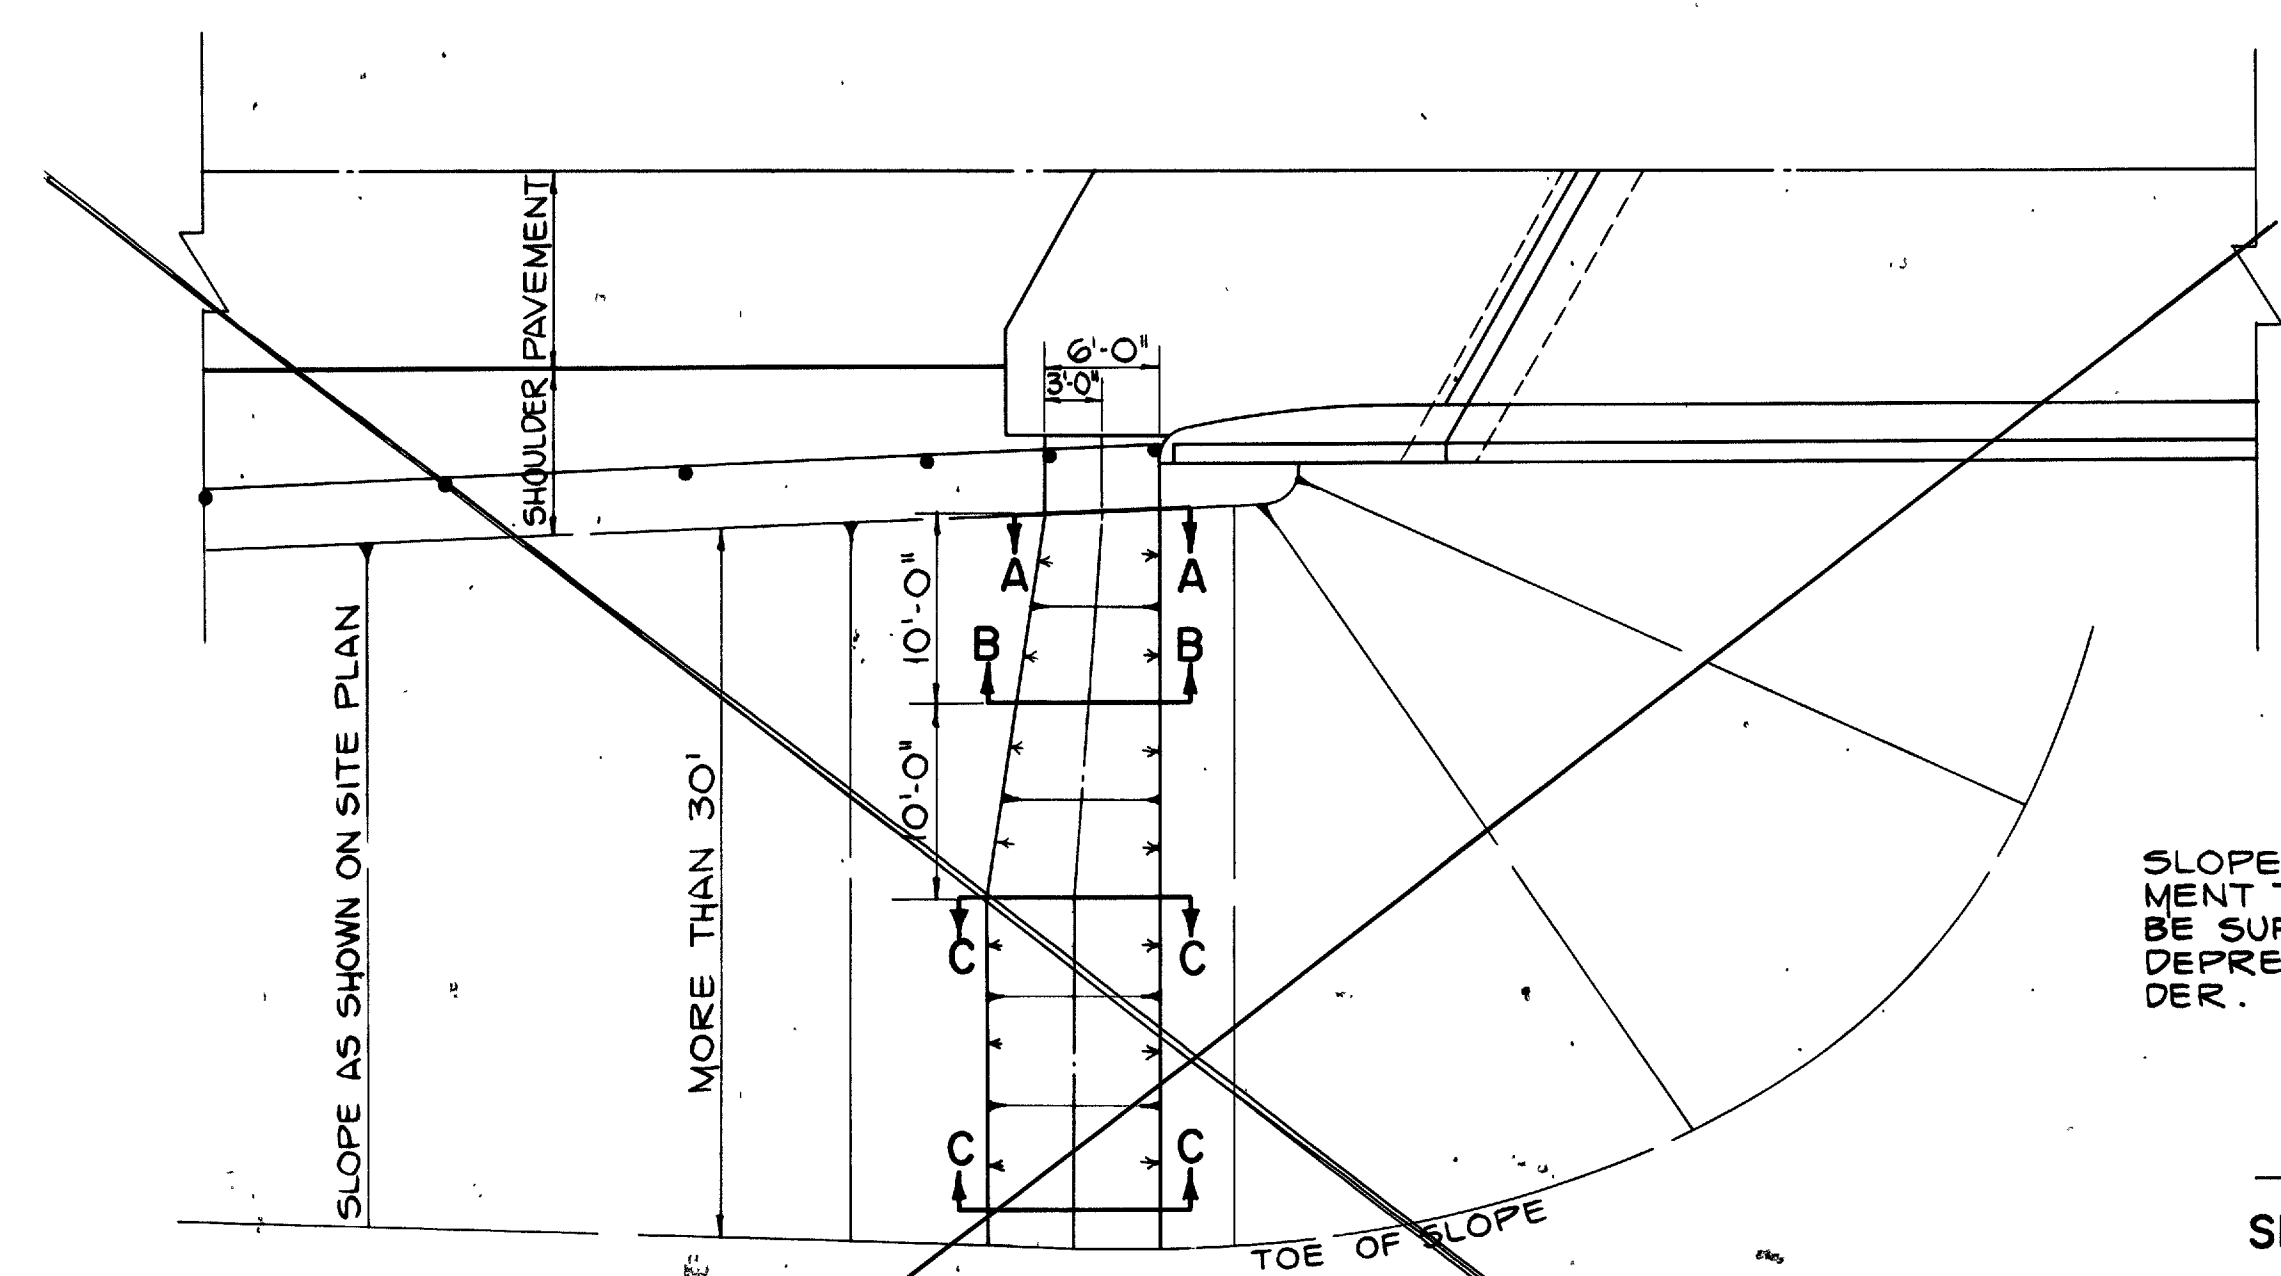 PAVEMENT
SHOULDER
6'-0"
3'-0"
A
A
10'-0"
B
B
10'-0"
SLOPE AS SHOWN ON SITE PLAN
MORE THAN 30'
C
C
C
C
TOE OF SLOPE
SLOPE
MENT
BE SUR
DEPRE
DER.